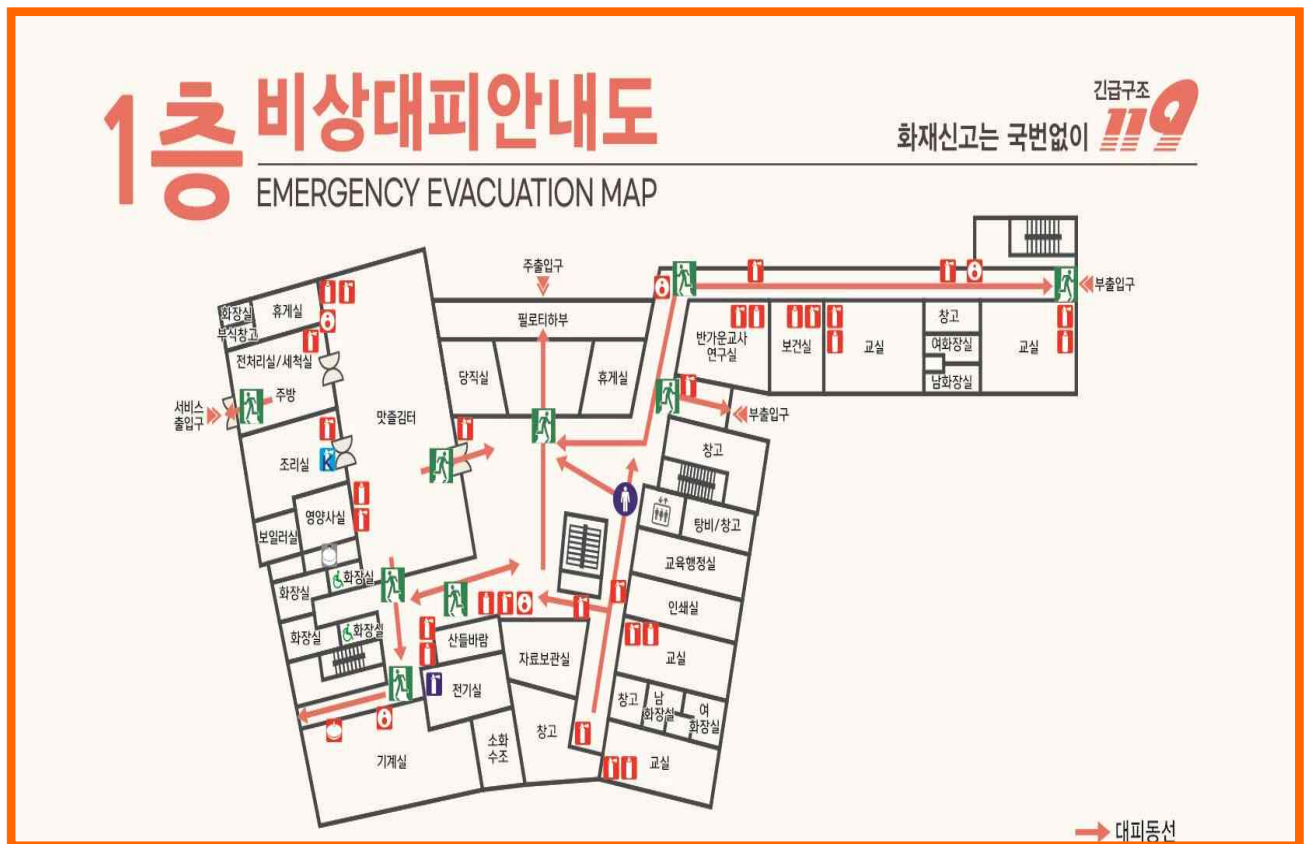 1층 비상대피안내도
EMERGENCY EVACUATION MAP
긴급구조
화재신고는 국번없이 119
주출입구
부출입구
필로티하부
화장실
휴게실
부식창고
전처리실/세척실
주방
서비스
출입구
맛즐김터
당직실
휴게실
반가운교사
연구실
보건실
교실
창고
여화장실
남화장실
교실
부출입구
조리실
K
창고
영양사실
보일러실
탕비/창고
교육행정실
화장실
화장실
인쇄실
화장실
화장실
산들바람
자료보관실
교실
전기실
창고
남
화장실
여
화장실
기계실
소화
수조
창고
교실
대피동선